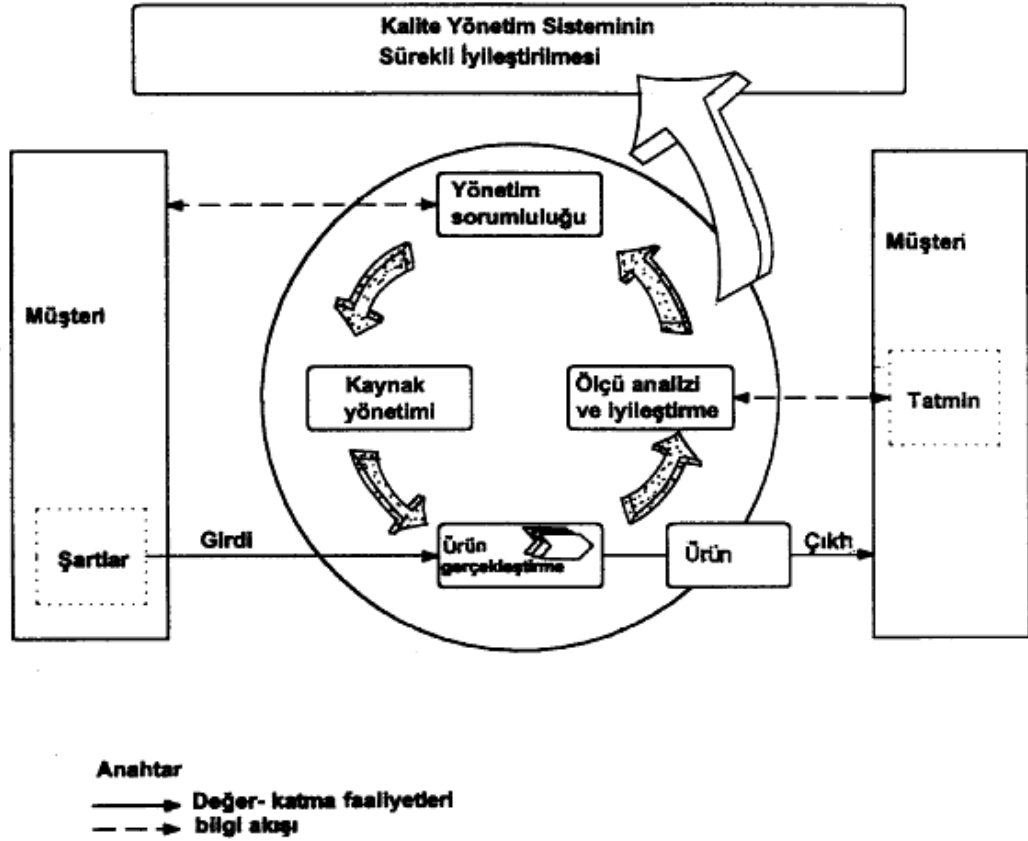 Kalite Yönetim Sisteminin
Sürekli İyileştirilmesi
Yönetim
sorumluluğu
Müşteri
Müşteri
Kaynak
yönetimi
Ölçü analizi
ve iyileştirme
Tatmin
Şartlar
Girdi
Ürün
gerçekleştirme
Ürün
Çıktı
Anahtar
Değer- katma faaliyetleri
bilgi akışı